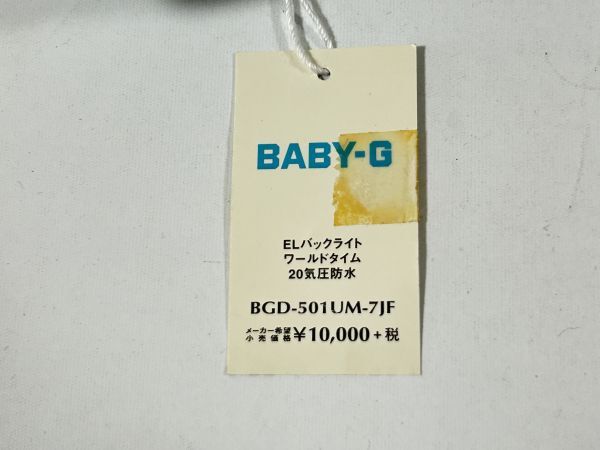 BABY-G
ELバックライト
ワールドタイム
20気圧防水
BGD-501UM-7JF
メーカー希望
小売価格 ¥10,000+税